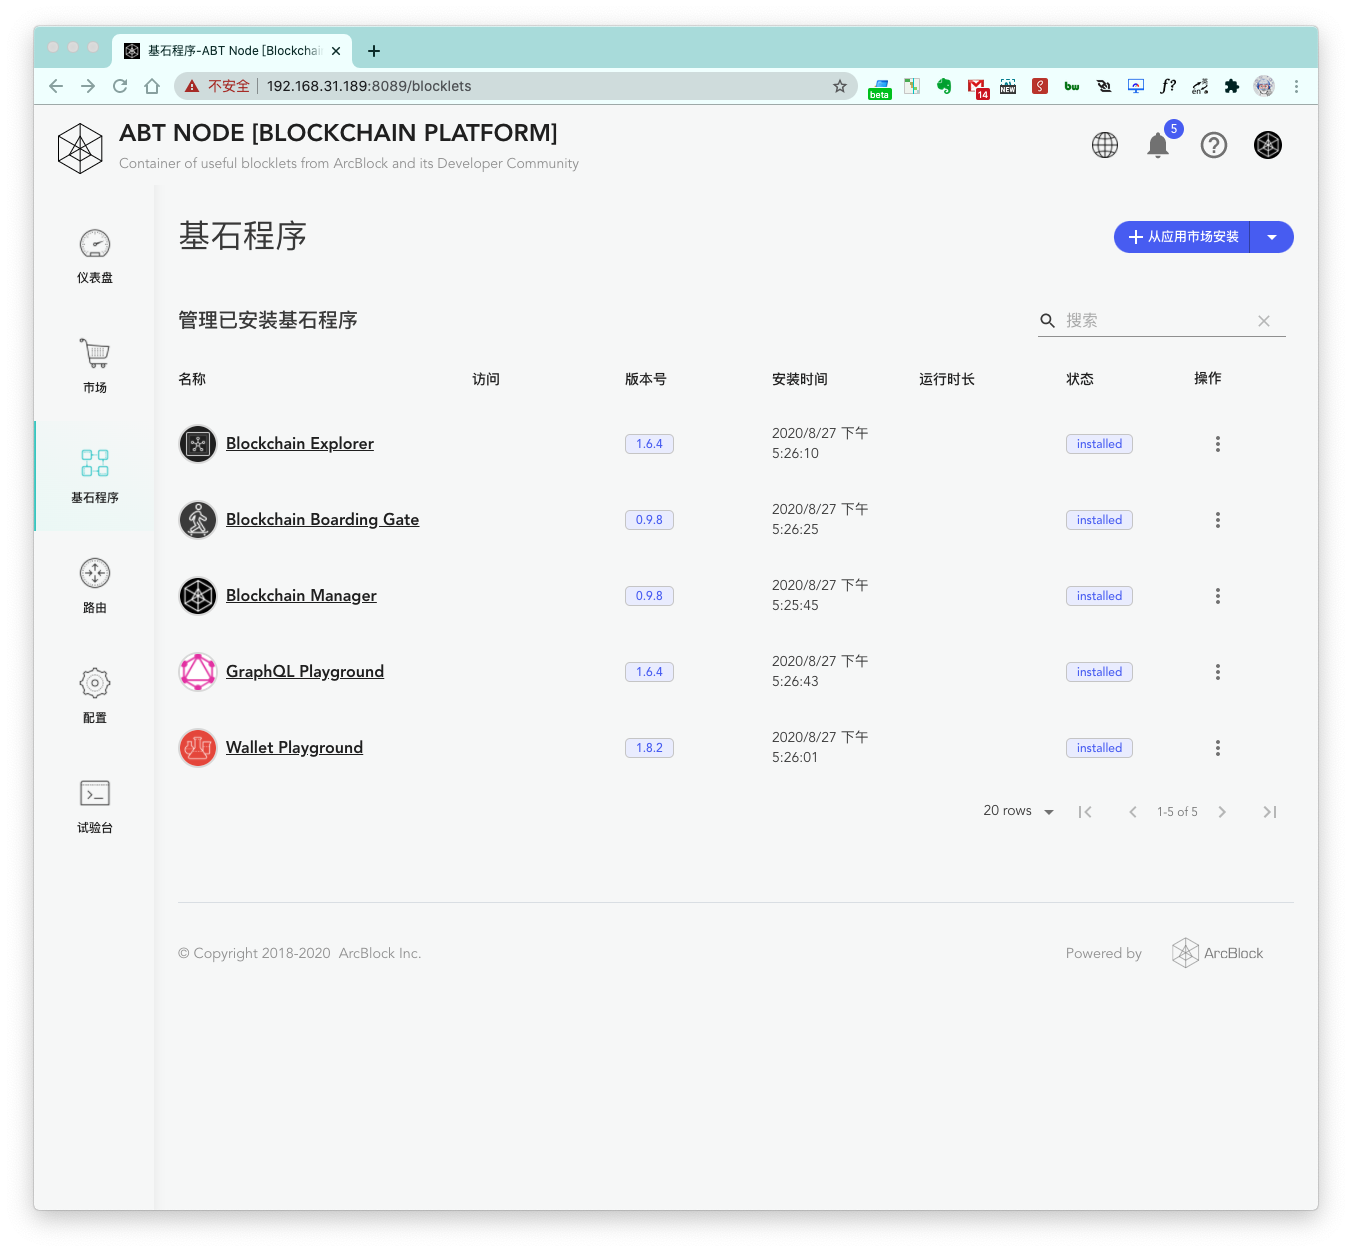 基石程序-ABT Node [Blockchai
不安全
192.168.31.189:8089/blocklets
beta
14
NEW
bw
f?
en
ABT NODE [BLOCKCHAIN PLATFORM]
Container of useful blocklets from ArcBlock and its Developer Community
5
仪表盘
市场
基石程序
路由
配置
试验台
基石程序
从应用市场安装
管理已安装基石程序
搜索
名称 访问 版本号 安装时间 运行时长 状态 操作
Blockchain Explorer 1.6.4 2020/8/27 下午 installed
5:26:10
Blockchain Boarding Gate 0.9.8 2020/8/27 下午 installed
5:26:25
Blockchain Manager 0.9.8 2020/8/27 下午 installed
5:25:45
GraphQL Playground 1.6.4 2020/8/27 下午 installed
5:26:43
Wallet Playground 1.8.2 2020/8/27 下午 installed
5:26:01
20 rows 1-5 of 5
© Copyright 2018-2020 ArcBlock Inc.
Powered by ArcBlock